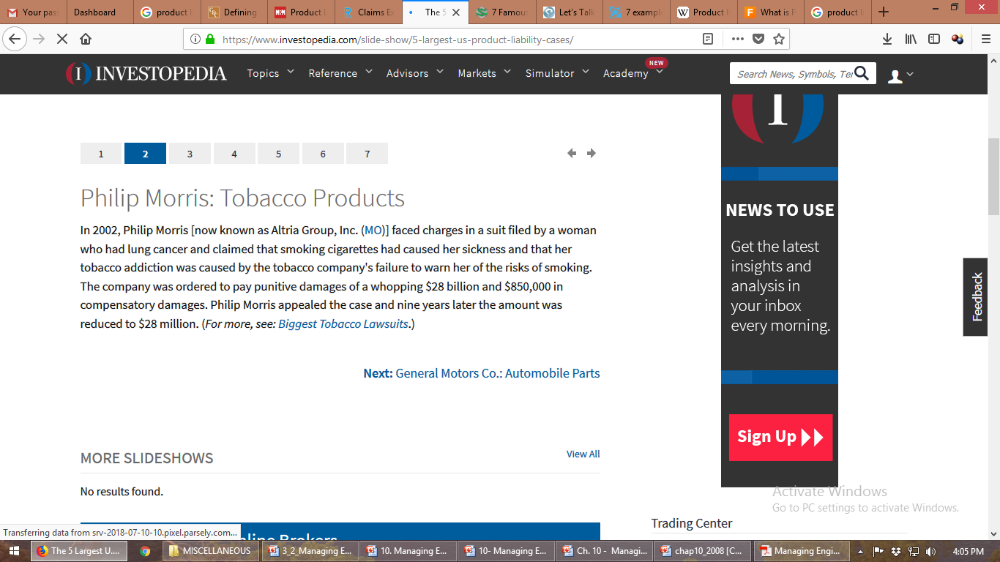 Your pas
Dashboard
product l
Defining
Product L
Claims Ex
The 5
7 Famou
Let's Talk
7 example
Product l
What is P
product li
https://www.investopedia.com/slide-show/5-largest-us-product-liability-cases/
INVESTOPEDIA
Topics
Reference
Advisors
Markets
Simulator
Academy
NEW
Search News, Symbols, Ter
1 2 3 4 5 6 7
Philip Morris: Tobacco Products
In 2002, Philip Morris [now known as Altria Group, Inc. (MO)] faced charges in a suit filed by a woman
who had lung cancer and claimed that smoking cigarettes had caused her sickness and that her
tobacco addiction was caused by the tobacco company's failure to warn her of the risks of smoking.
The company was ordered to pay punitive damages of a whopping $28 billion and $850,000 in
compensatory damages. Philip Morris appealed the case and nine years later the amount was
reduced to $28 million. (For more, see: Biggest Tobacco Lawsuits.)
Next: General Motors Co.: Automobile Parts
MORE SLIDESHOWS
View All
No results found.
NEWS TO USE
Get the latest
insights and
analysis in
your inbox
every morning.
Sign Up
Feedback
Activate Windows
Go to PC settings to activate Windows.
Trading Center
Transferring data from srv-2018-07-10-10.pixel.parsely.com...
Brokers
The 5 Largest U....
MISCELLANEOUS
3_2_Managing E...
10. Managing E...
10- Managing E...
Ch. 10 - Managi...
chap10_2008 [C...
Managing Engi...
4:05 PM